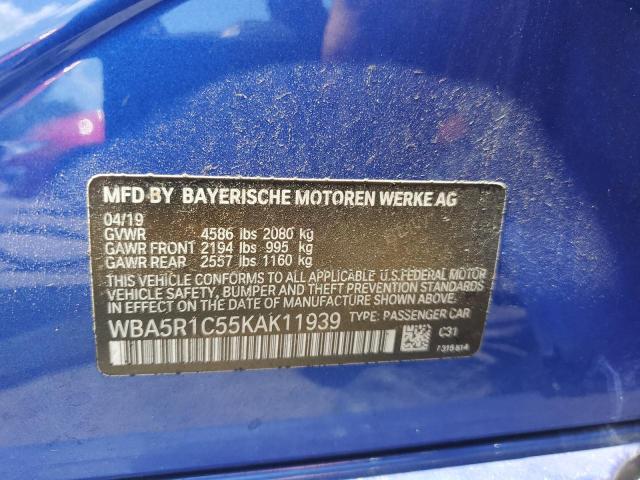 MFD BY BAYERISCHE MOTOREN WERKE AG
04/19
GVWR 4586 lbs 2080 kg
GAWR FRONT 2194 lbs 995 kg
GAWR REAR 2557 lbs 1160 kg
THIS VEHICLE CONFORMS TO ALL APPLICABLE U.S.FEDERAL MOTOR
VEHICLE SAFETY, BUMPER AND THEFT PREVENTION STANDARDS
IN EFFECT ON THE DATE OF MANUFACTURE SHOWN ABOVE.
WBA5R1C55KAK11939 TYPE: PASSENGER CAR
C31